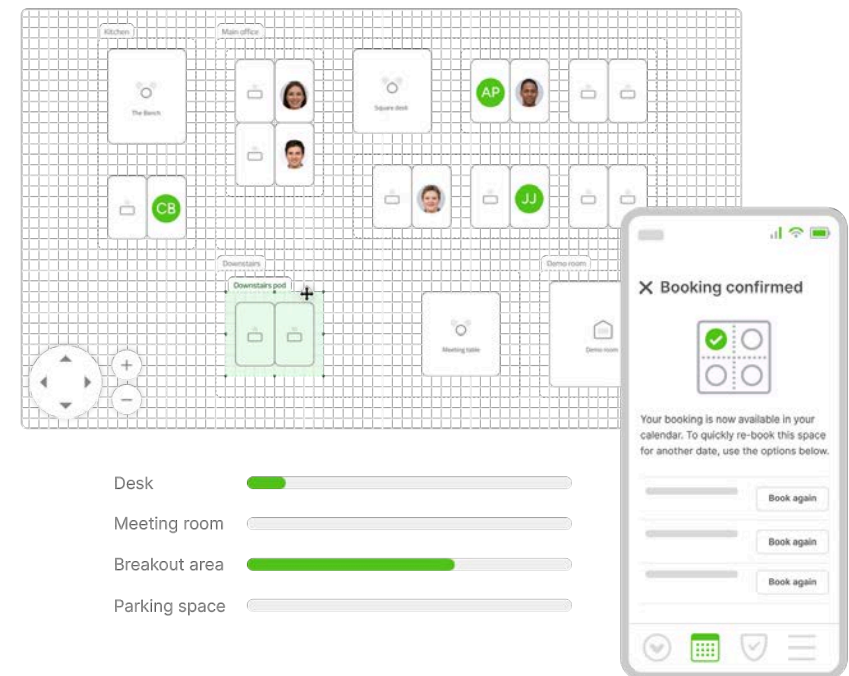 Kitchen
Main office
The Bench
Square desk
AP
CB
JJ
Downstairs
Demo room
Downstairs pod
Meeting table
Demo room
Booking confirmed
Your booking is now available in your
calendar. To quickly re-book this space
for another date, use the options below.
Book again
Book again
Book again
Desk
Meeting room
Breakout area
Parking space